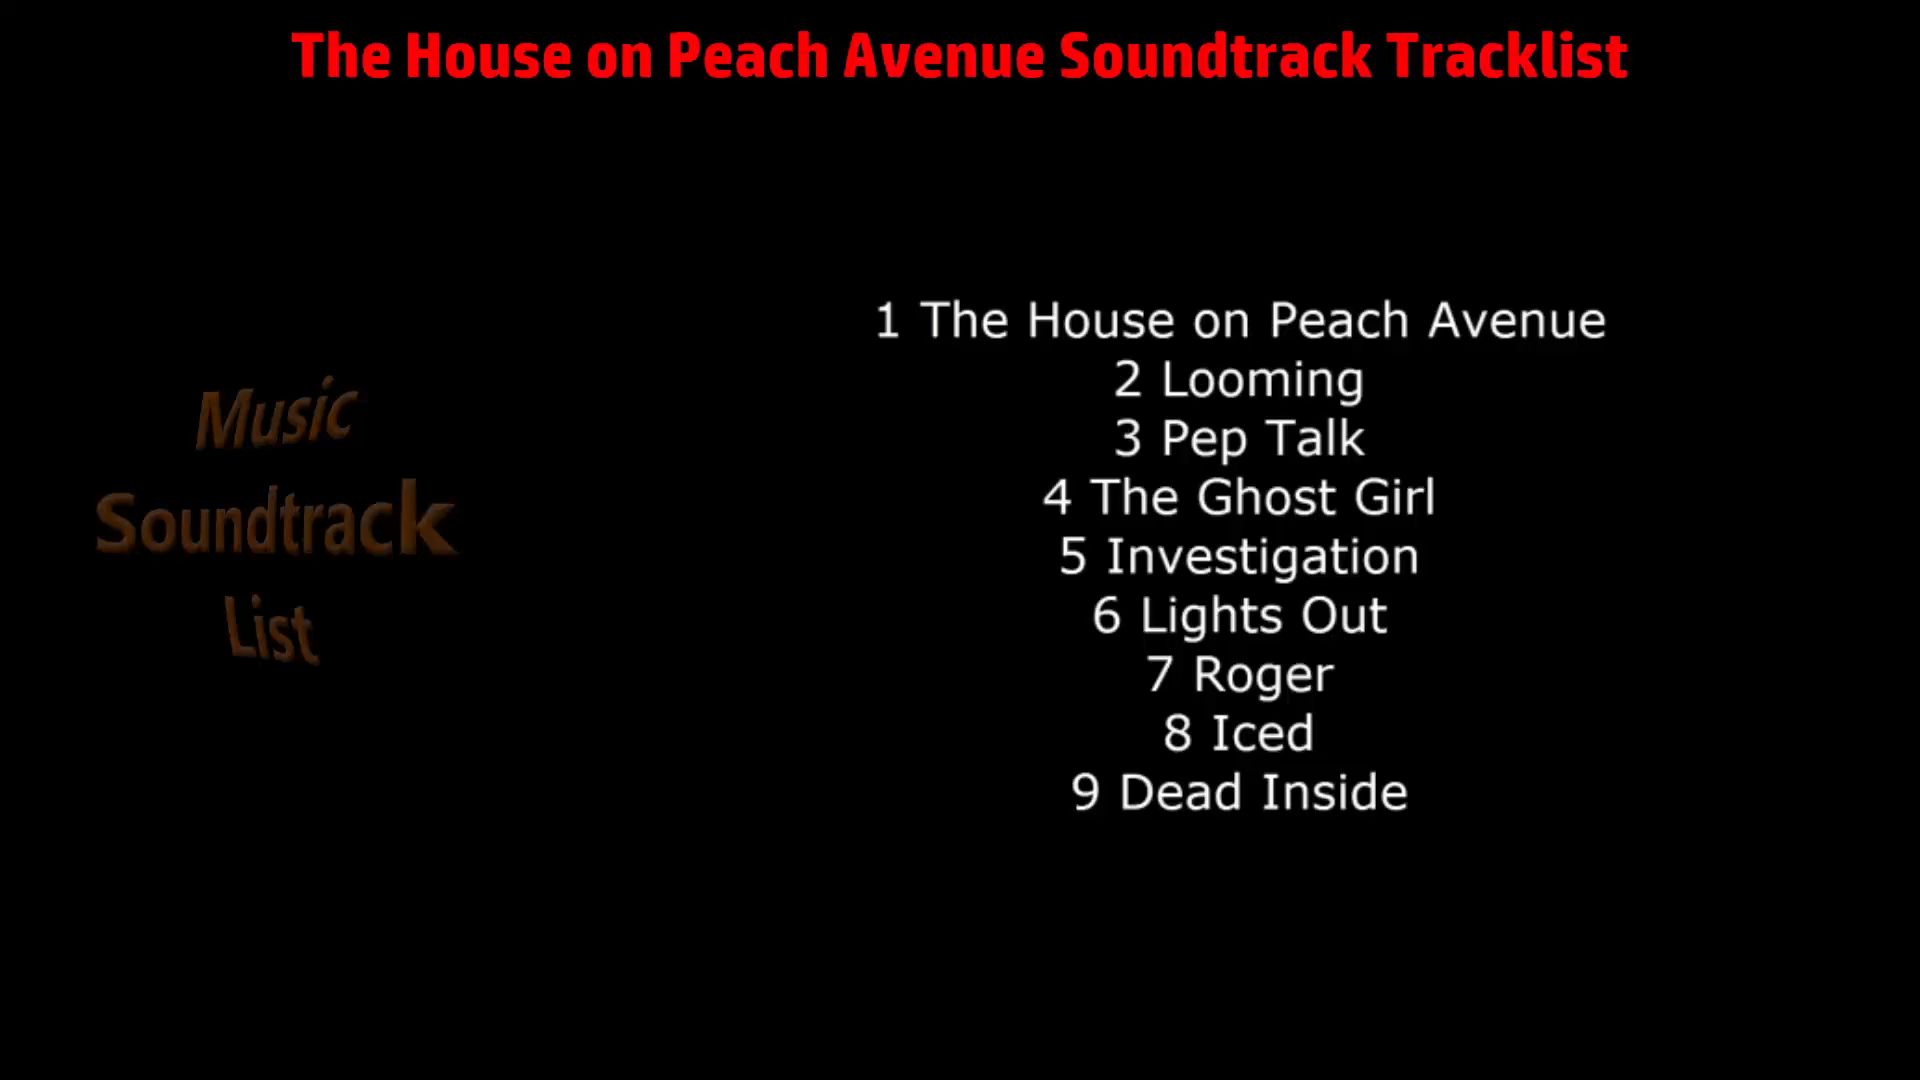 The House on Peach Avenue Soundtrack Tracklist
Music
Soundtrack
List
1 The House on Peach Avenue
2 Looming
3 Pep Talk
4 The Ghost Girl
5 Investigation
6 Lights Out
7 Roger
8 Iced
9 Dead Inside